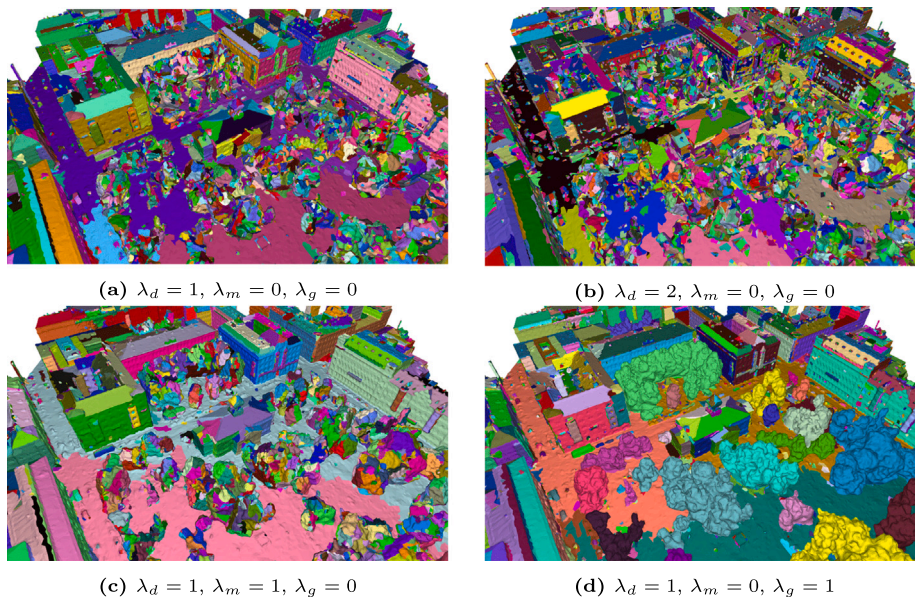 (a) λ_d = 1, λ_m = 0, λ_g = 0
(b) λ_d = 2, λ_m = 0, λ_g = 0
(c) λ_d = 1, λ_m = 1, λ_g = 0
(d) λ_d = 1, λ_m = 0, λ_g = 1